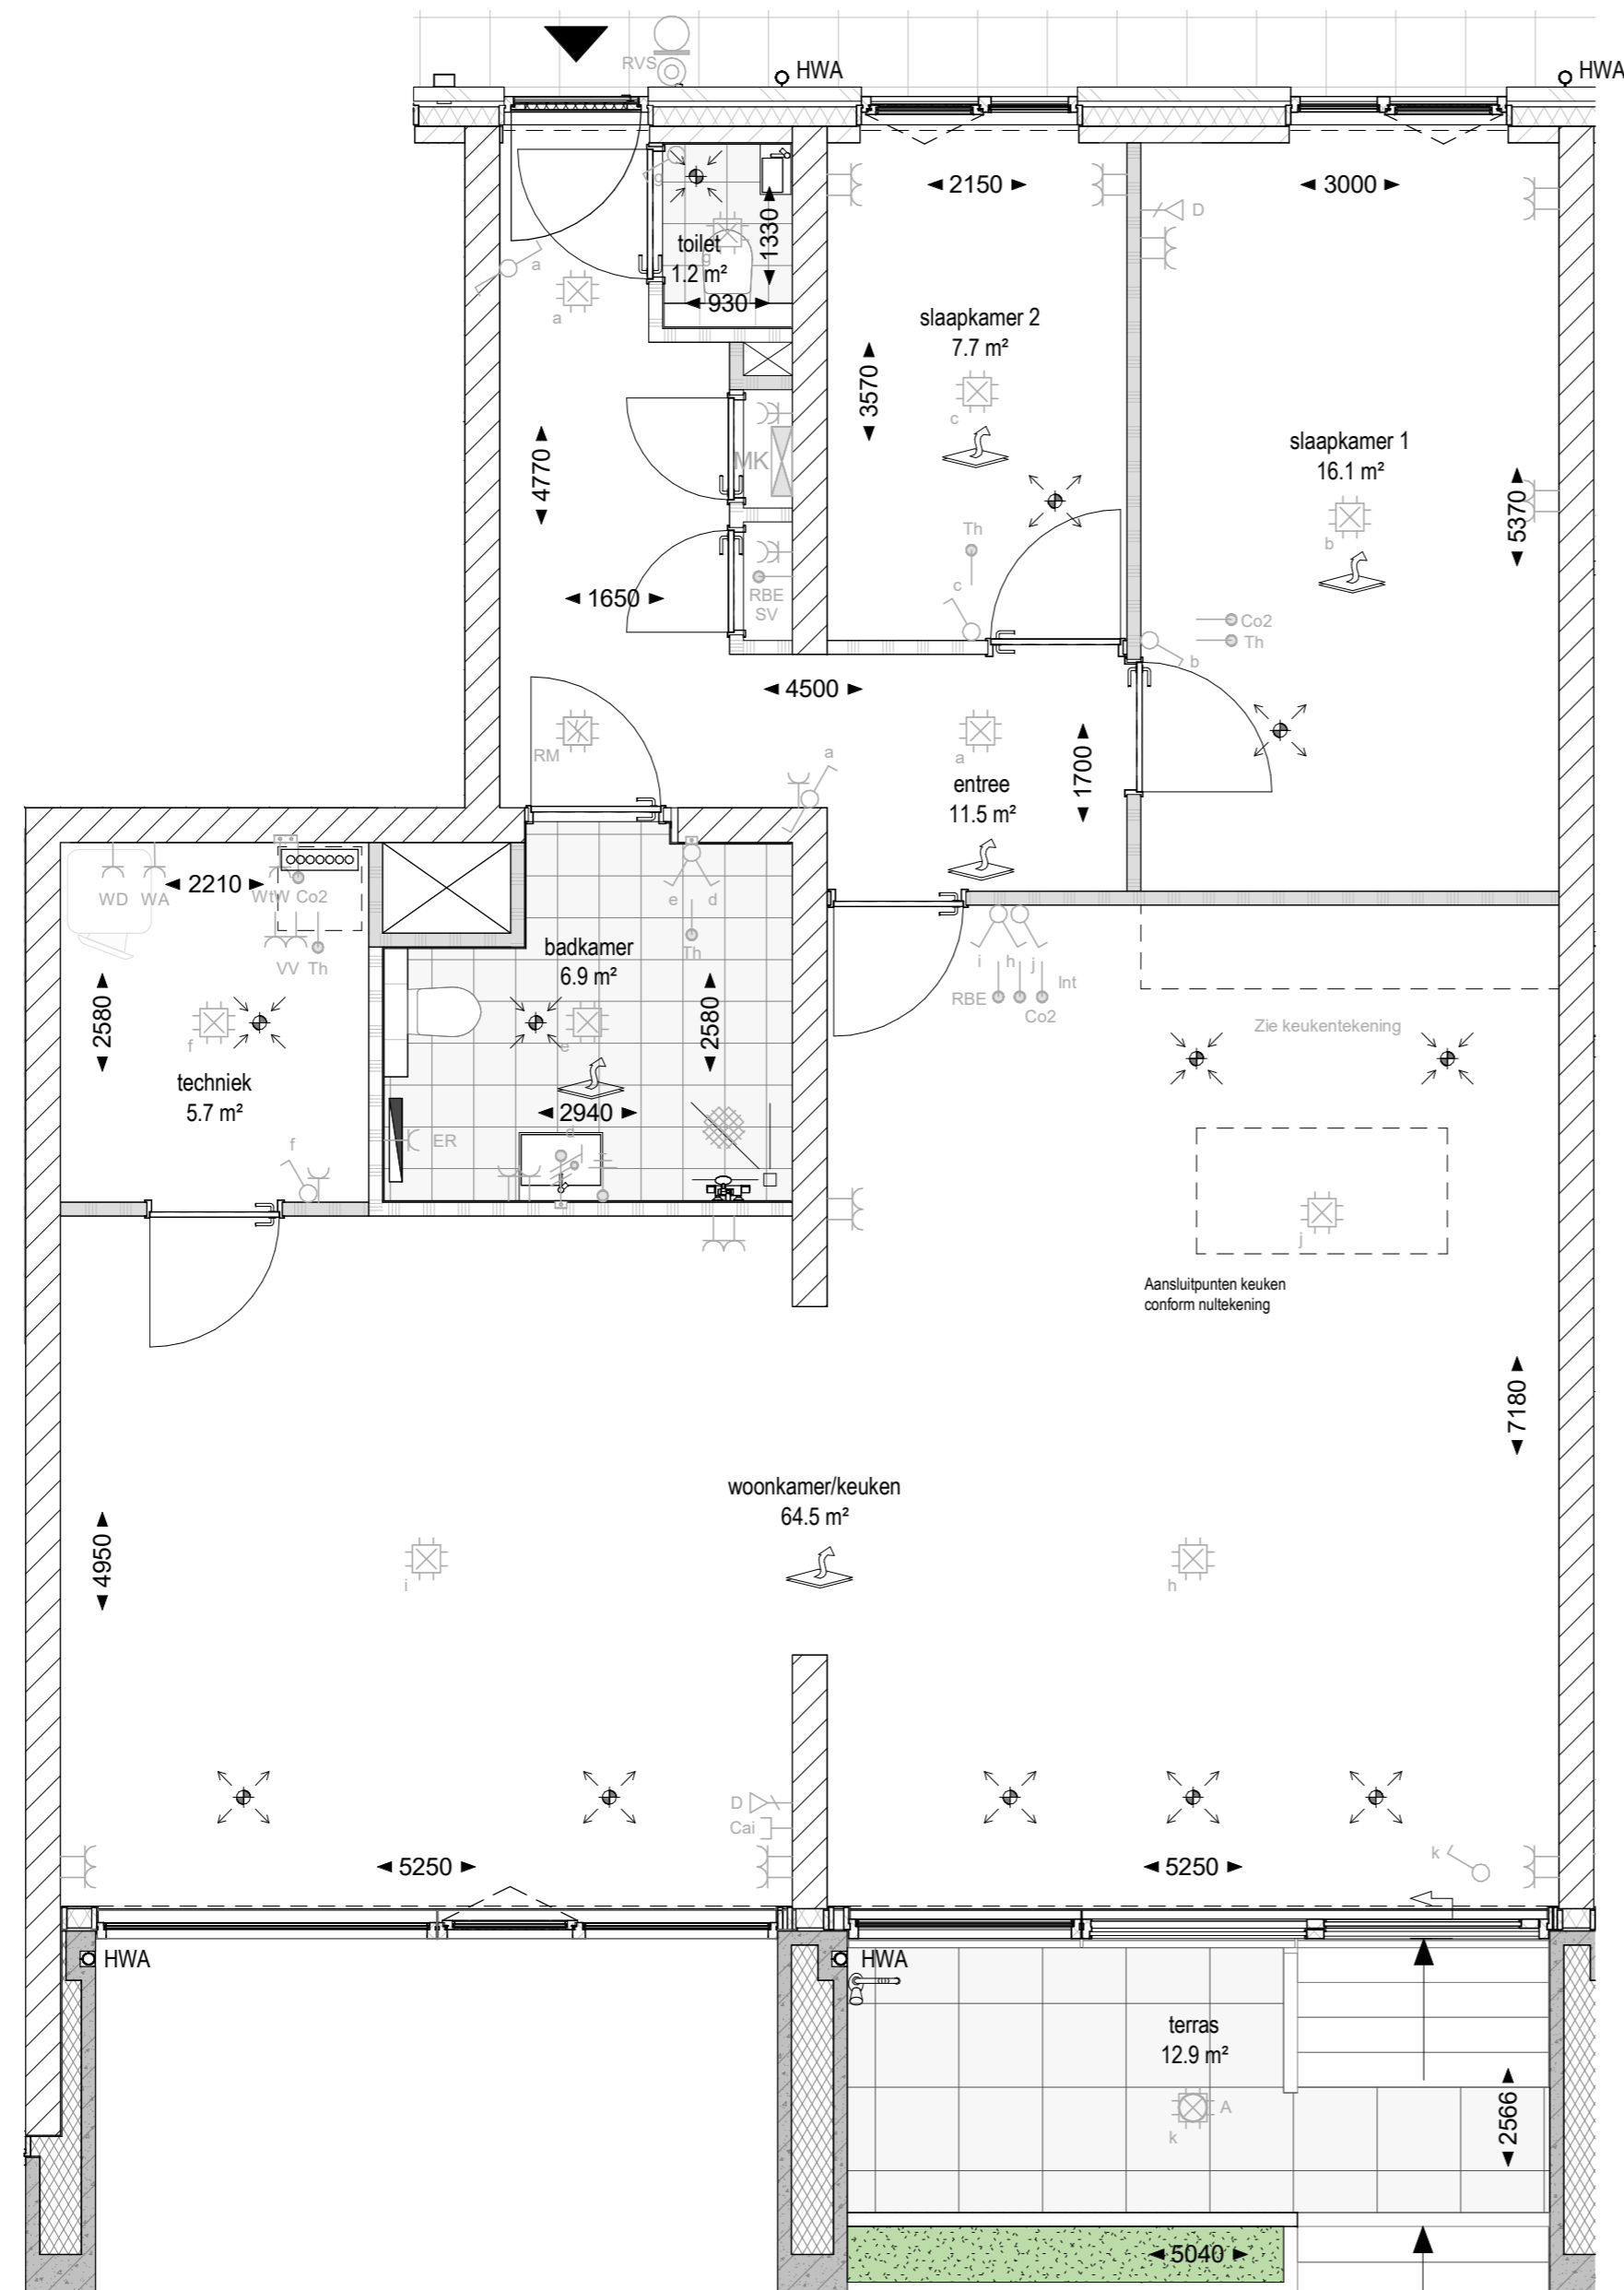 RVS
HWA
HWA
g
2150
3000
D
1330
toilet
g
1.2 m²
930
a
a
slaapkamer 2
7.7 m²
3570
c
slaapkamer 1
16.1 m²
b
5370
4770
MK
Th
c
1650
RBE
SV
Co2
Th
b
4500
RM
a
a
entree
11.5 m²
1700
WD
WA
2210
WtW
Co2
VV
Th
e
d
Th
badkamer
6.9 m²
i
h
j
Int
RBE
Co2
Zie keukentekening
2580
f
e
2580
techniek
5.7 m²
2940
d
ER
f
j
Aansluitpunten keuken
conform nultekening
7180
woonkamer/keuken
64.5 m²
4950
i
h
D
Cai
k
5250
5250
HWA
HWA
terras
12.9 m²
A
k
2566
5040